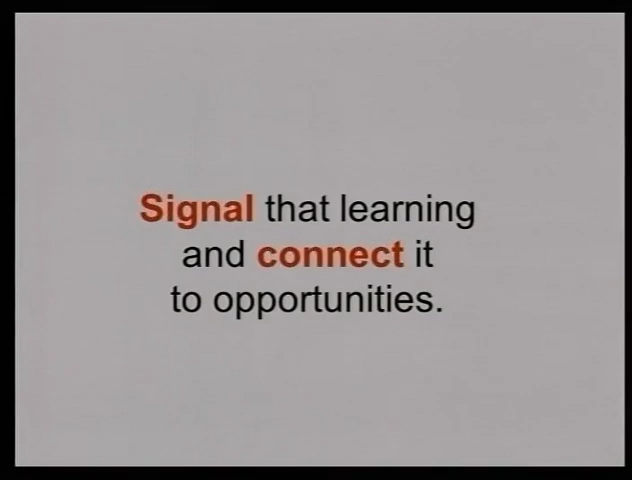 Signal that learning
and connect it
to opportunities.